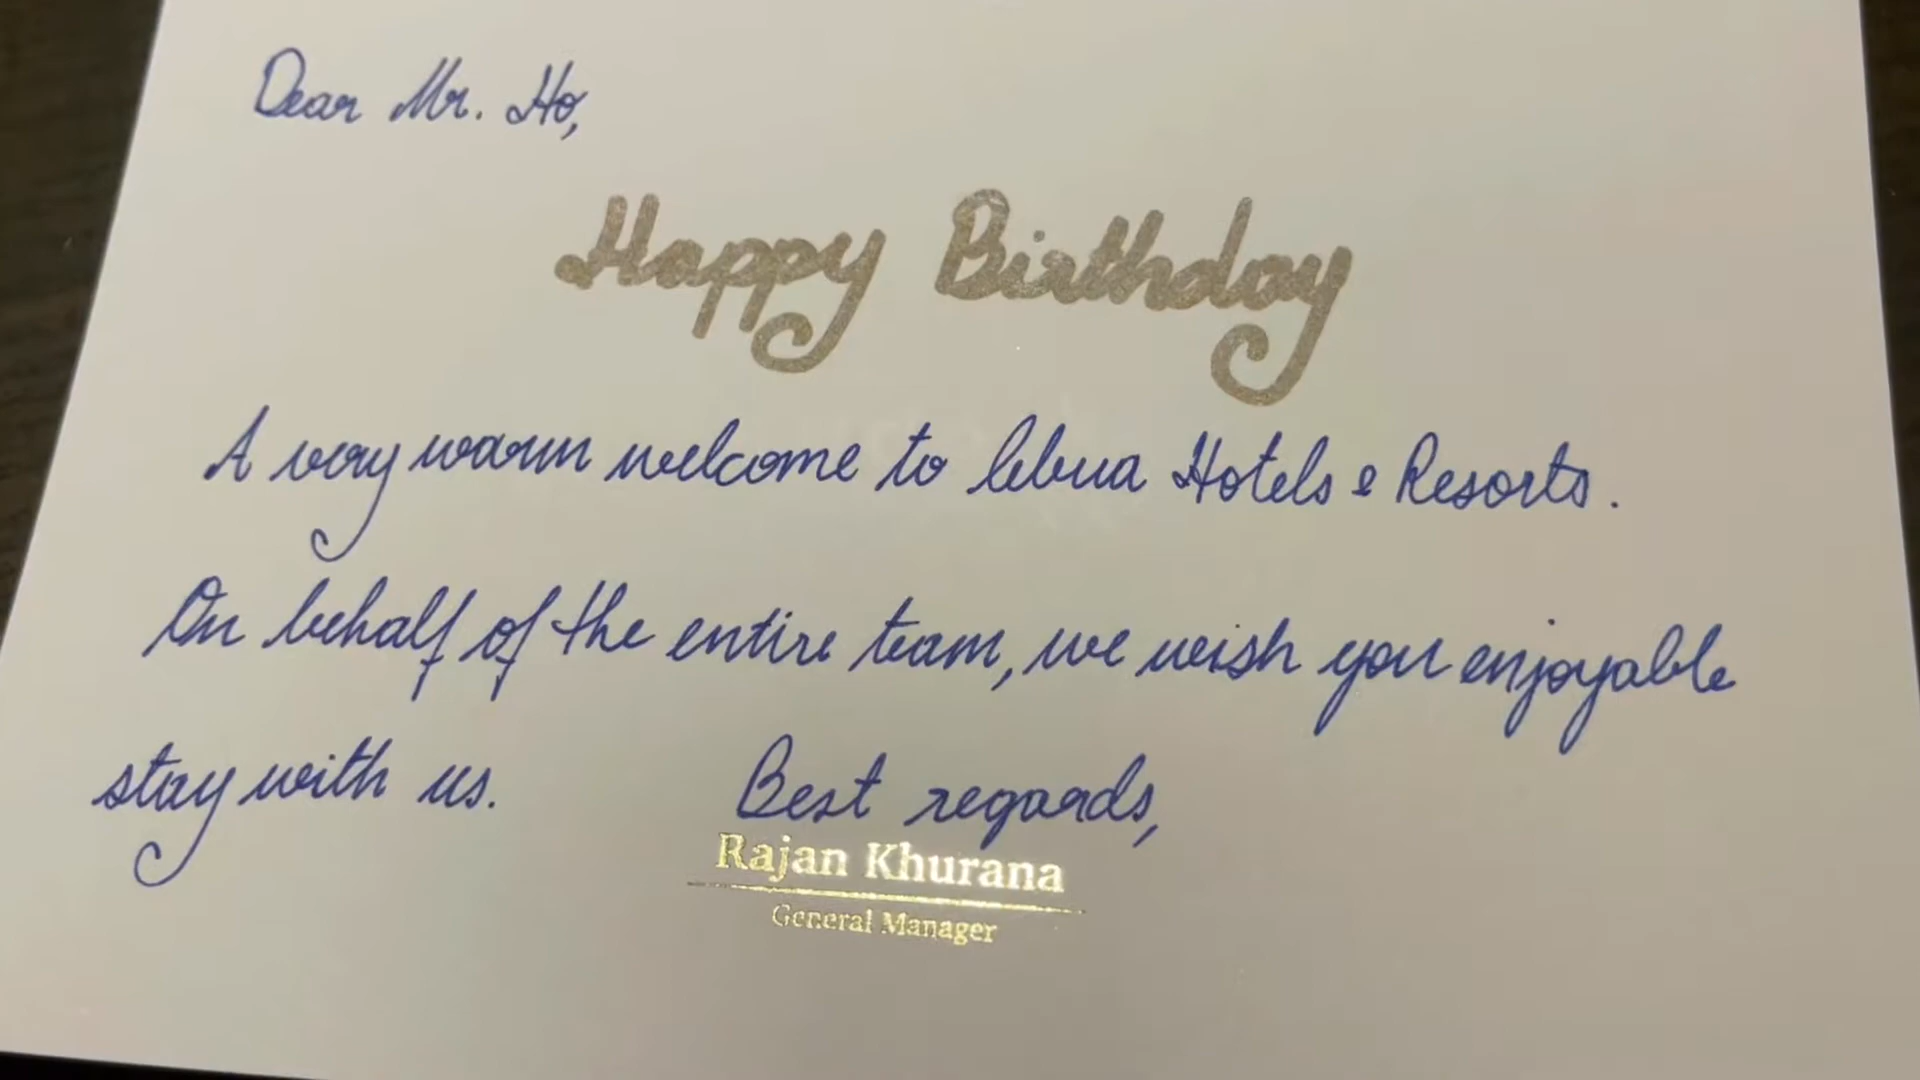 Dear Mr. Ho,
Happy Birthday
A very warm welcome to lebua Hotels & Resorts.
On behalf of the entire team, we wish you enjoyable
stay with us.
Best regards,
Rajan Khurana
General Manager